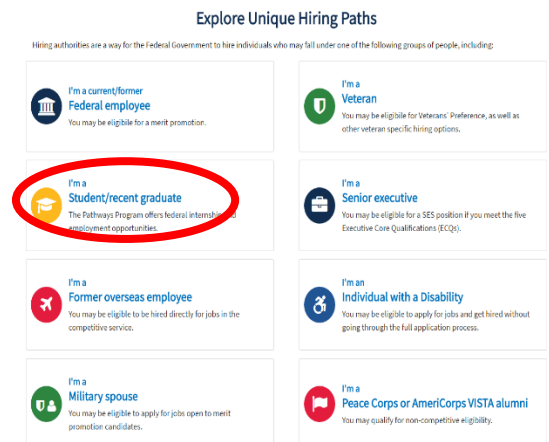 Explore Unique Hiring Paths
Hiring authorities are a way for the Federal Government to hire individuals who may fall under one of the following groups of people, including:
I'm a current/former
Federal employee
You may be eligibile for a merit promotion.
I'm a
Veteran
You may be eligibile for Veterans' Preference, as well as
other veteran specific hiring options.
I'm a
Student/recent graduate
The Pathways Program offers federal internship
employment opportunities.
I'm a
Senior executive
You may be eligible for a SES position if you meet the five
Executive Core Qualifications (ECQs).
I'm a
Former overseas employee
You may be eligible to be hired directly for jobs in the
competitive service.
I'm an
Individual with a Disability
You may be eligible to apply for jobs and get hired without
going through the full application process.
I'm a
Military spouse
You may be eligible to apply for jobs open to merit
promotion candidates.
I'm a
Peace Corps or AmeriCorps VISTA alumni
You may qualify for non-competitive eligibility.